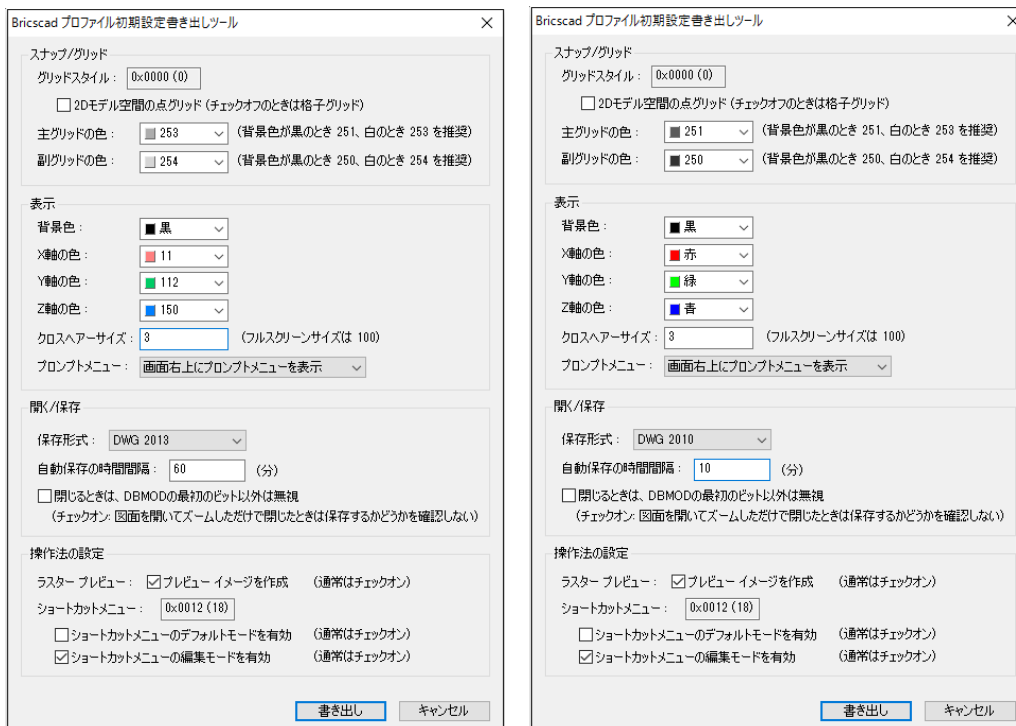 Bricscad プロファイル初期設定書き出しツール
スナップ/グリッド
グリッドスタイル : 0x0000 (0)
2Dモデル空間の点グリッド (チェックオフのときは格子グリッド)
主グリッドの色 : 253 (背景色が黒のとき 251、白のとき 253 を推奨)
副グリッドの色 : 254 (背景色が黒のとき 250、白のとき 254 を推奨)
表示
背景色 : 黒
X軸の色 : 11
Y軸の色 : 112
Z軸の色 : 150
クロスヘアーサイズ : 3 (フルスクリーンサイズは 100)
プロンプトメニュー : 画面右上にプロンプトメニューを表示
開く/保存
保存形式 : DWG 2013
自動保存の時間間隔 : 60 (分)
閉じるときは、DBMODの最初のビット以外は無視
(チェックオン: 図面を開いてズームしただけで閉じたときは保存するかどうかを確認しない)
操作法の設定
ラスター プレビュー : プレビュー イメージを作成 (通常はチェックオン)
ショートカットメニュー : 0x0012 (18)
ショートカットメニューのデフォルトモードを有効 (通常はチェックオン)
ショートカットメニューの編集モードを有効 (通常はチェックオン)
書き出し キャンセル
Bricscad プロファイル初期設定書き出しツール
スナップ/グリッド
グリッドスタイル : 0x0000 (0)
2Dモデル空間の点グリッド (チェックオフのときは格子グリッド)
主グリッドの色 : 251 (背景色が黒のとき 251、白のとき 253 を推奨)
副グリッドの色 : 250 (背景色が黒のとき 250、白のとき 254 を推奨)
表示
背景色 : 黒
X軸の色 : 赤
Y軸の色 : 緑
Z軸の色 : 青
クロスヘアーサイズ : 3 (フルスクリーンサイズは 100)
プロンプトメニュー : 画面右上にプロンプトメニューを表示
開く/保存
保存形式 : DWG 2010
自動保存の時間間隔 : 10 (分)
閉じるときは、DBMODの最初のビット以外は無視
(チェックオン: 図面を開いてズームしただけで閉じたときは保存するかどうかを確認しない)
操作法の設定
ラスター プレビュー : プレビュー イメージを作成 (通常はチェックオン)
ショートカットメニュー : 0x0012 (18)
ショートカットメニューのデフォルトモードを有効 (通常はチェックオン)
ショートカットメニューの編集モードを有効 (通常はチェックオン)
書き出し キャンセル